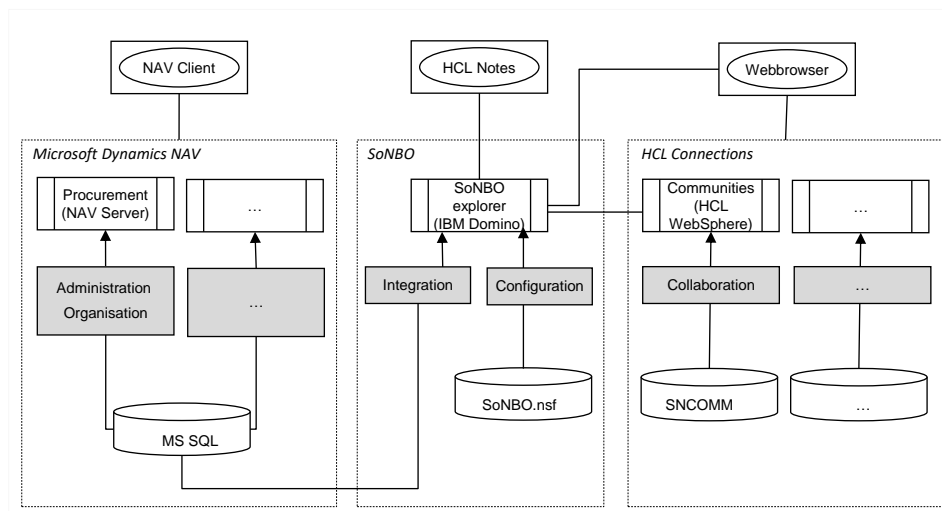 NAV Client
HCL Notes
Webbrowser
Microsoft Dynamics NAV
SoNBO
HCL Connections
Procurement
(NAV Server)
…
SoNBO
explorer
(IBM Domino)
Communities
(HCL
WebSphere)
…
Administration
Organisation
…
Integration
Configuration
Collaboration
…
MS SQL
SoNBO.nsf
SNCOMM
…